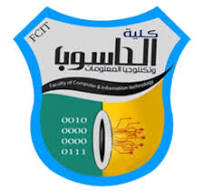 FCIT
كلية
الحاسوب
وتكنولوجيا المعلومات
Faculty of Computer & Information technology
0010
0000
0000
0111